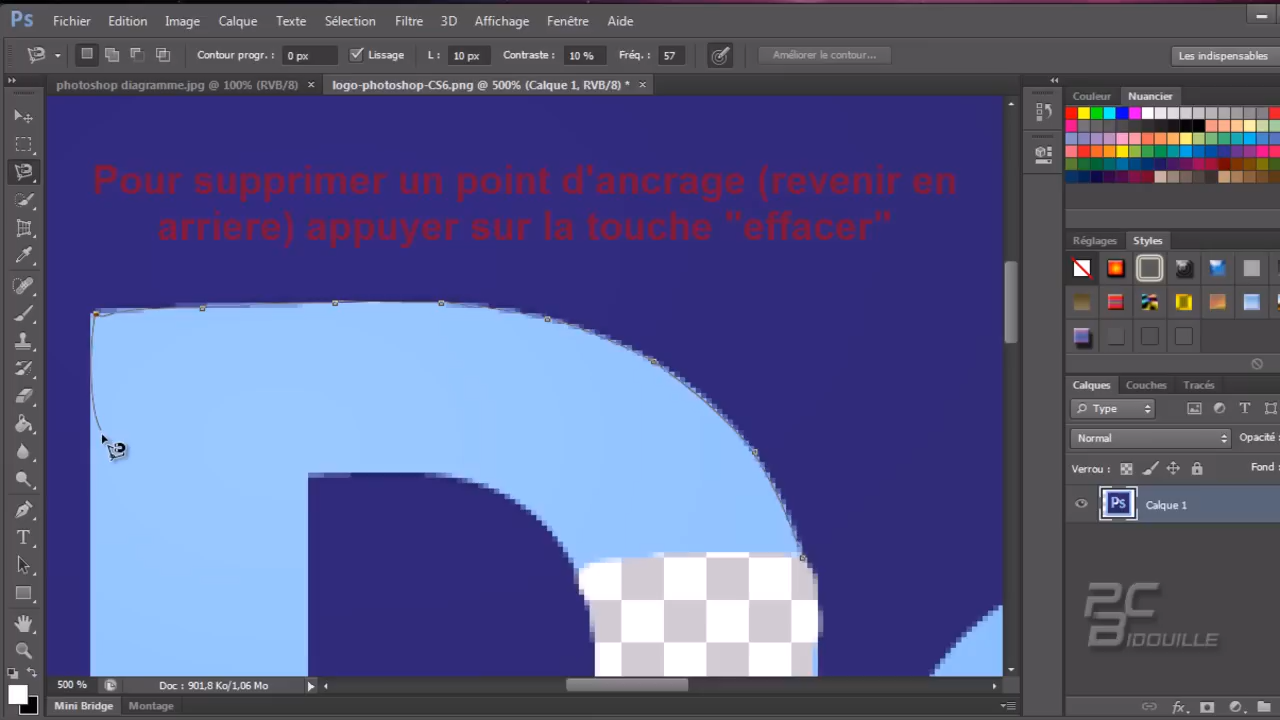 Ps Fichier Edition Image Calque Texte Sélection Filtre 3D Affichage Fenêtre Aide
Contour progr. : 0 px Lissage L : 10 px Contraste : 10 % Fréq. : 57 Améliorer le contour... Les indispensables
photoshop diagramme.jpg @ 100% (RVB/8) × logo-photoshop-CS6.png @ 500% (Calque 1, RVB/8) * ×
Couleur Nuancier
Pour supprimer un point d'ancrage (revenir en
arriere) appuyer sur la touche "effacer"
Réglages Styles
Calques Couches Tracés
Type
Normal Opacité :
Verrou : Fond :
Ps Calque 1
PC
BIDOUILLE
500 % Doc : 901,8 Ko/1,06 Mo
Mini Bridge Montage